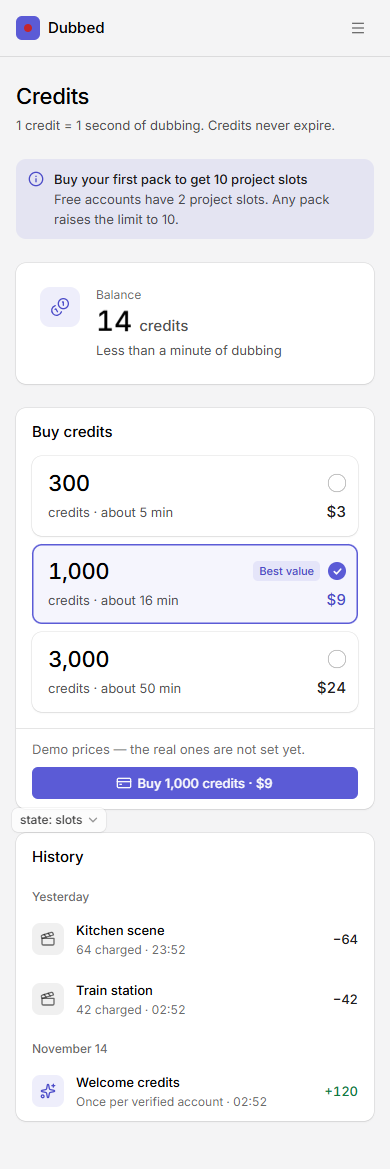 Dubbed
Credits
1 credit = 1 second of dubbing. Credits never expire.
Buy your first pack to get 10 project slots
Free accounts have 2 project slots. Any pack
raises the limit to 10.
Balance
14 credits
Less than a minute of dubbing
Buy credits
300
credits · about 5 min
$3
1,000
Best value
credits · about 16 min
$9
3,000
credits · about 50 min
$24
Demo prices — the real ones are not set yet.
Buy 1,000 credits · $9
state: slots
History
Yesterday
Kitchen scene
64 charged · 23:52
−64
Train station
42 charged · 02:52
−42
November 14
Welcome credits
Once per verified account · 02:52
+120